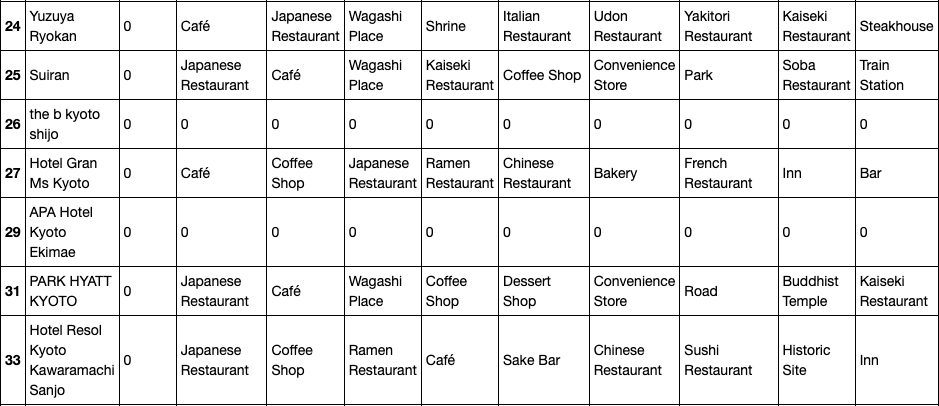 24 Yuzuya Ryokan 0 Café Japanese Restaurant Wagashi Place Shrine Italian Restaurant Udon Restaurant Yakitori Restaurant Kaiseki Restaurant Steakhouse
25 Suiran 0 Japanese Restaurant Café Wagashi Place Kaiseki Restaurant Coffee Shop Convenience Store Park Soba Restaurant Train Station
26 the b kyoto shijo 0 0 0 0 0 0 0 0 0 0
27 Hotel Gran Ms Kyoto 0 Café Coffee Shop Japanese Restaurant Ramen Restaurant Chinese Restaurant Bakery French Restaurant Inn Bar
29 APA Hotel Kyoto Ekimae 0 0 0 0 0 0 0 0 0 0
31 PARK HYATT KYOTO 0 Japanese Restaurant Café Wagashi Place Coffee Shop Dessert Shop Convenience Store Road Buddhist Temple Kaiseki Restaurant
33 Hotel Resol Kyoto Kawaramachi Sanjo 0 Japanese Restaurant Coffee Shop Ramen Restaurant Café Sake Bar Chinese Restaurant Sushi Restaurant Historic Site Inn